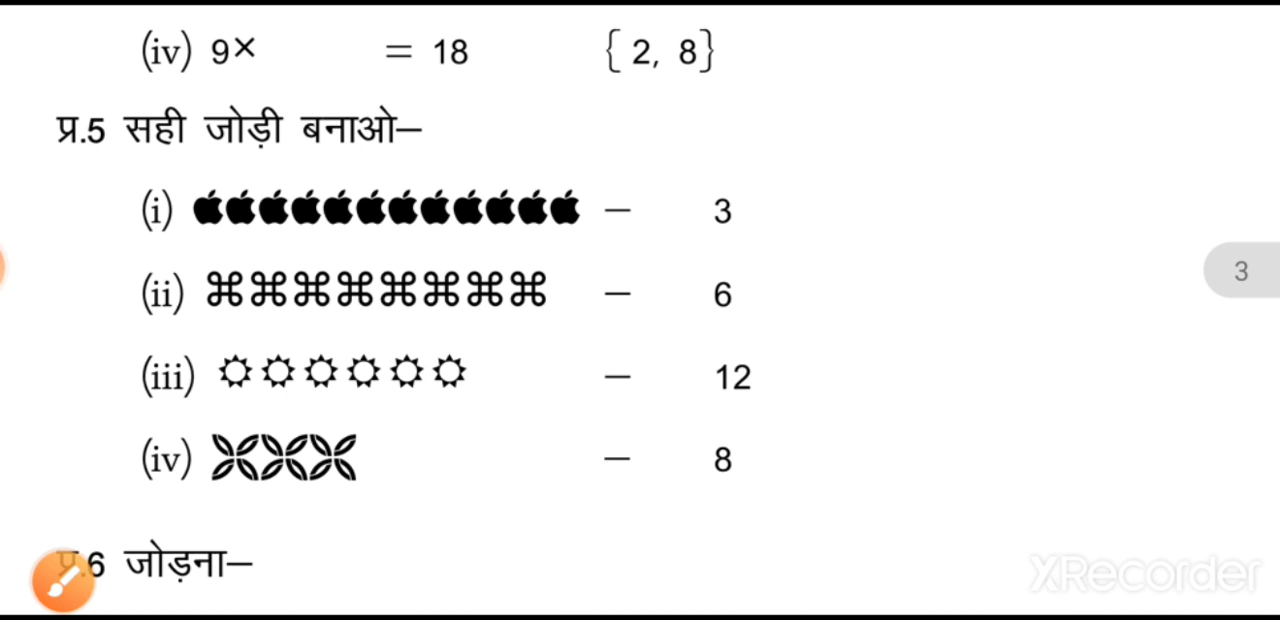 (iv) 9× = 18 { 2, 8}
प्र.5 सही जोड़ी बनाओ–
(i) – 3
(ii) ⌘⌘⌘⌘⌘⌘⌘⌘ – 6
(iii) – 12
(iv) – 8
3
प्र.6 जोड़ना–
XRecorder